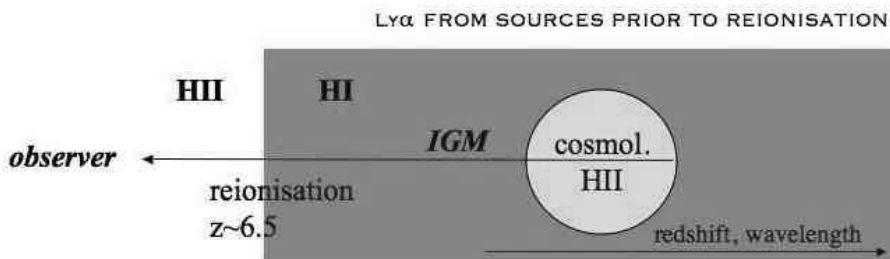 LYα FROM SOURCES PRIOR TO REIONISATION
HII HI
IGM cosmol.
observer
HII
reionisation
z~6.5
redshift, wavelength